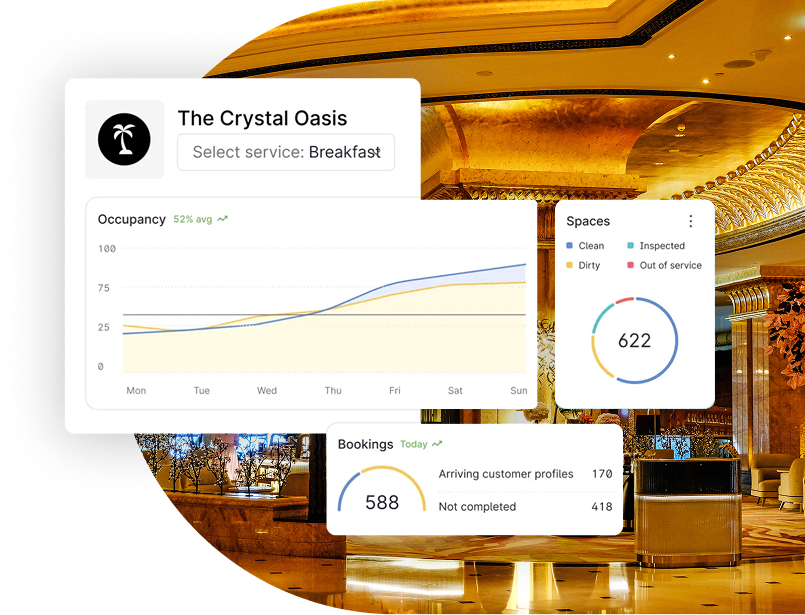 The Crystal Oasis
Select service: Breakfast
Occupancy 52% avg
100
75
25
0
Mon Tue Wed Thu Fri Sat Sun
Spaces
Clean Inspected
Dirty Out of service
622
Bookings Today
588
Arriving customer profiles 170
Not completed 418